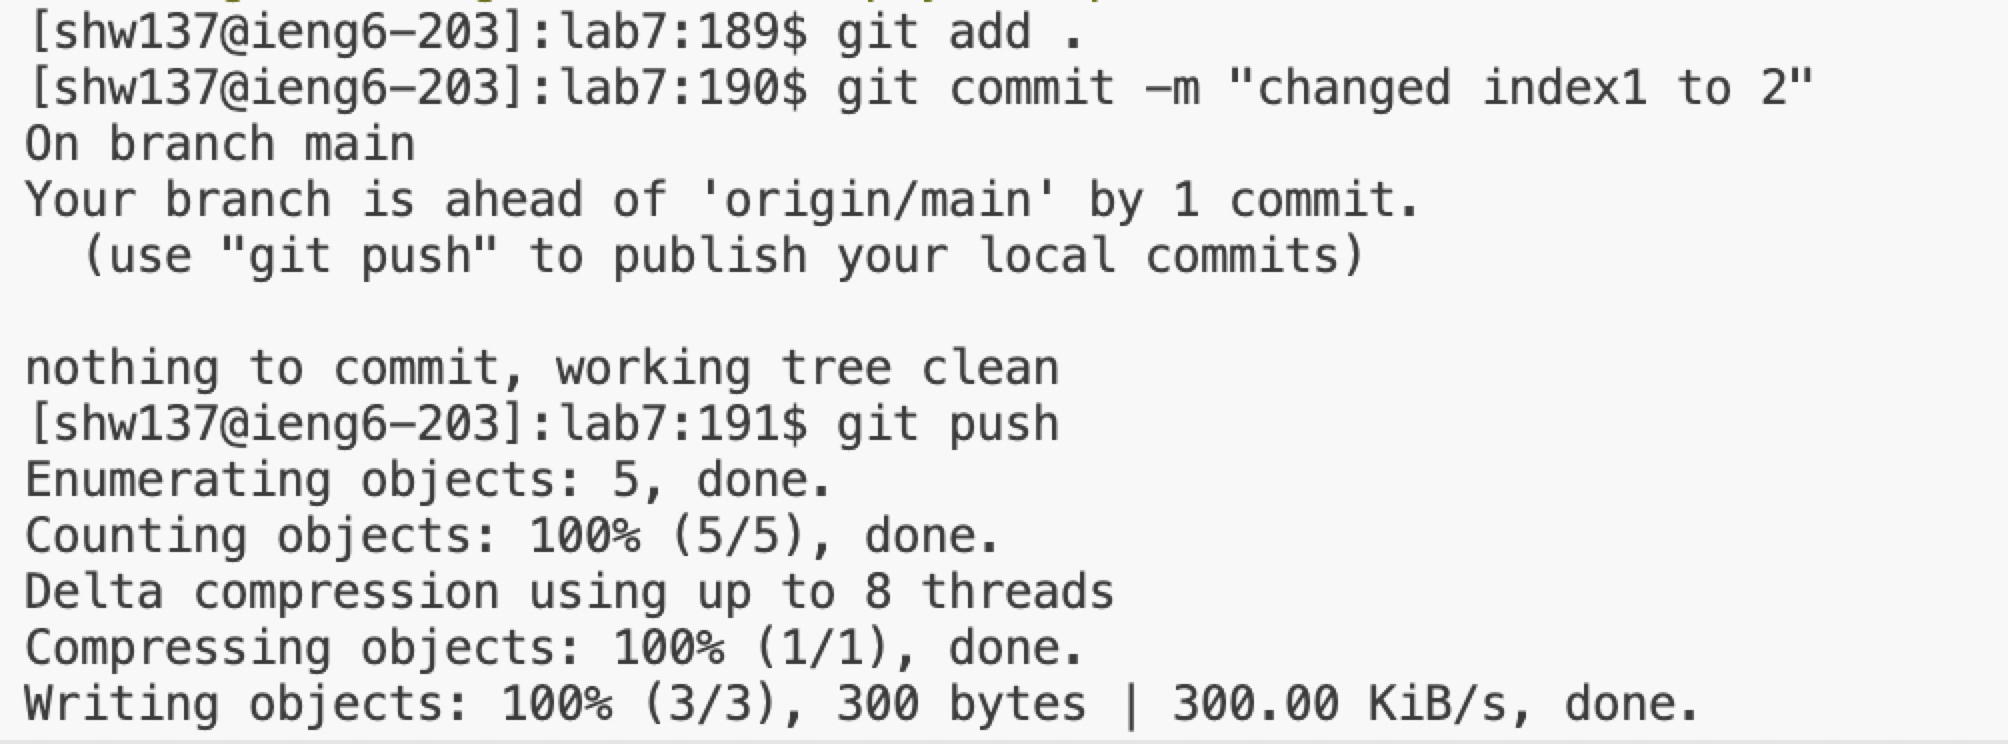 [shw137@ieng6-203]:lab7:189$ git add .
[shw137@ieng6-203]:lab7:190$ git commit -m "changed index1 to 2"
On branch main
Your branch is ahead of 'origin/main' by 1 commit.
  (use "git push" to publish your local commits)

nothing to commit, working tree clean
[shw137@ieng6-203]:lab7:191$ git push
Enumerating objects: 5, done.
Counting objects: 100% (5/5), done.
Delta compression using up to 8 threads
Compressing objects: 100% (1/1), done.
Writing objects: 100% (3/3), 300 bytes | 300.00 KiB/s, done.